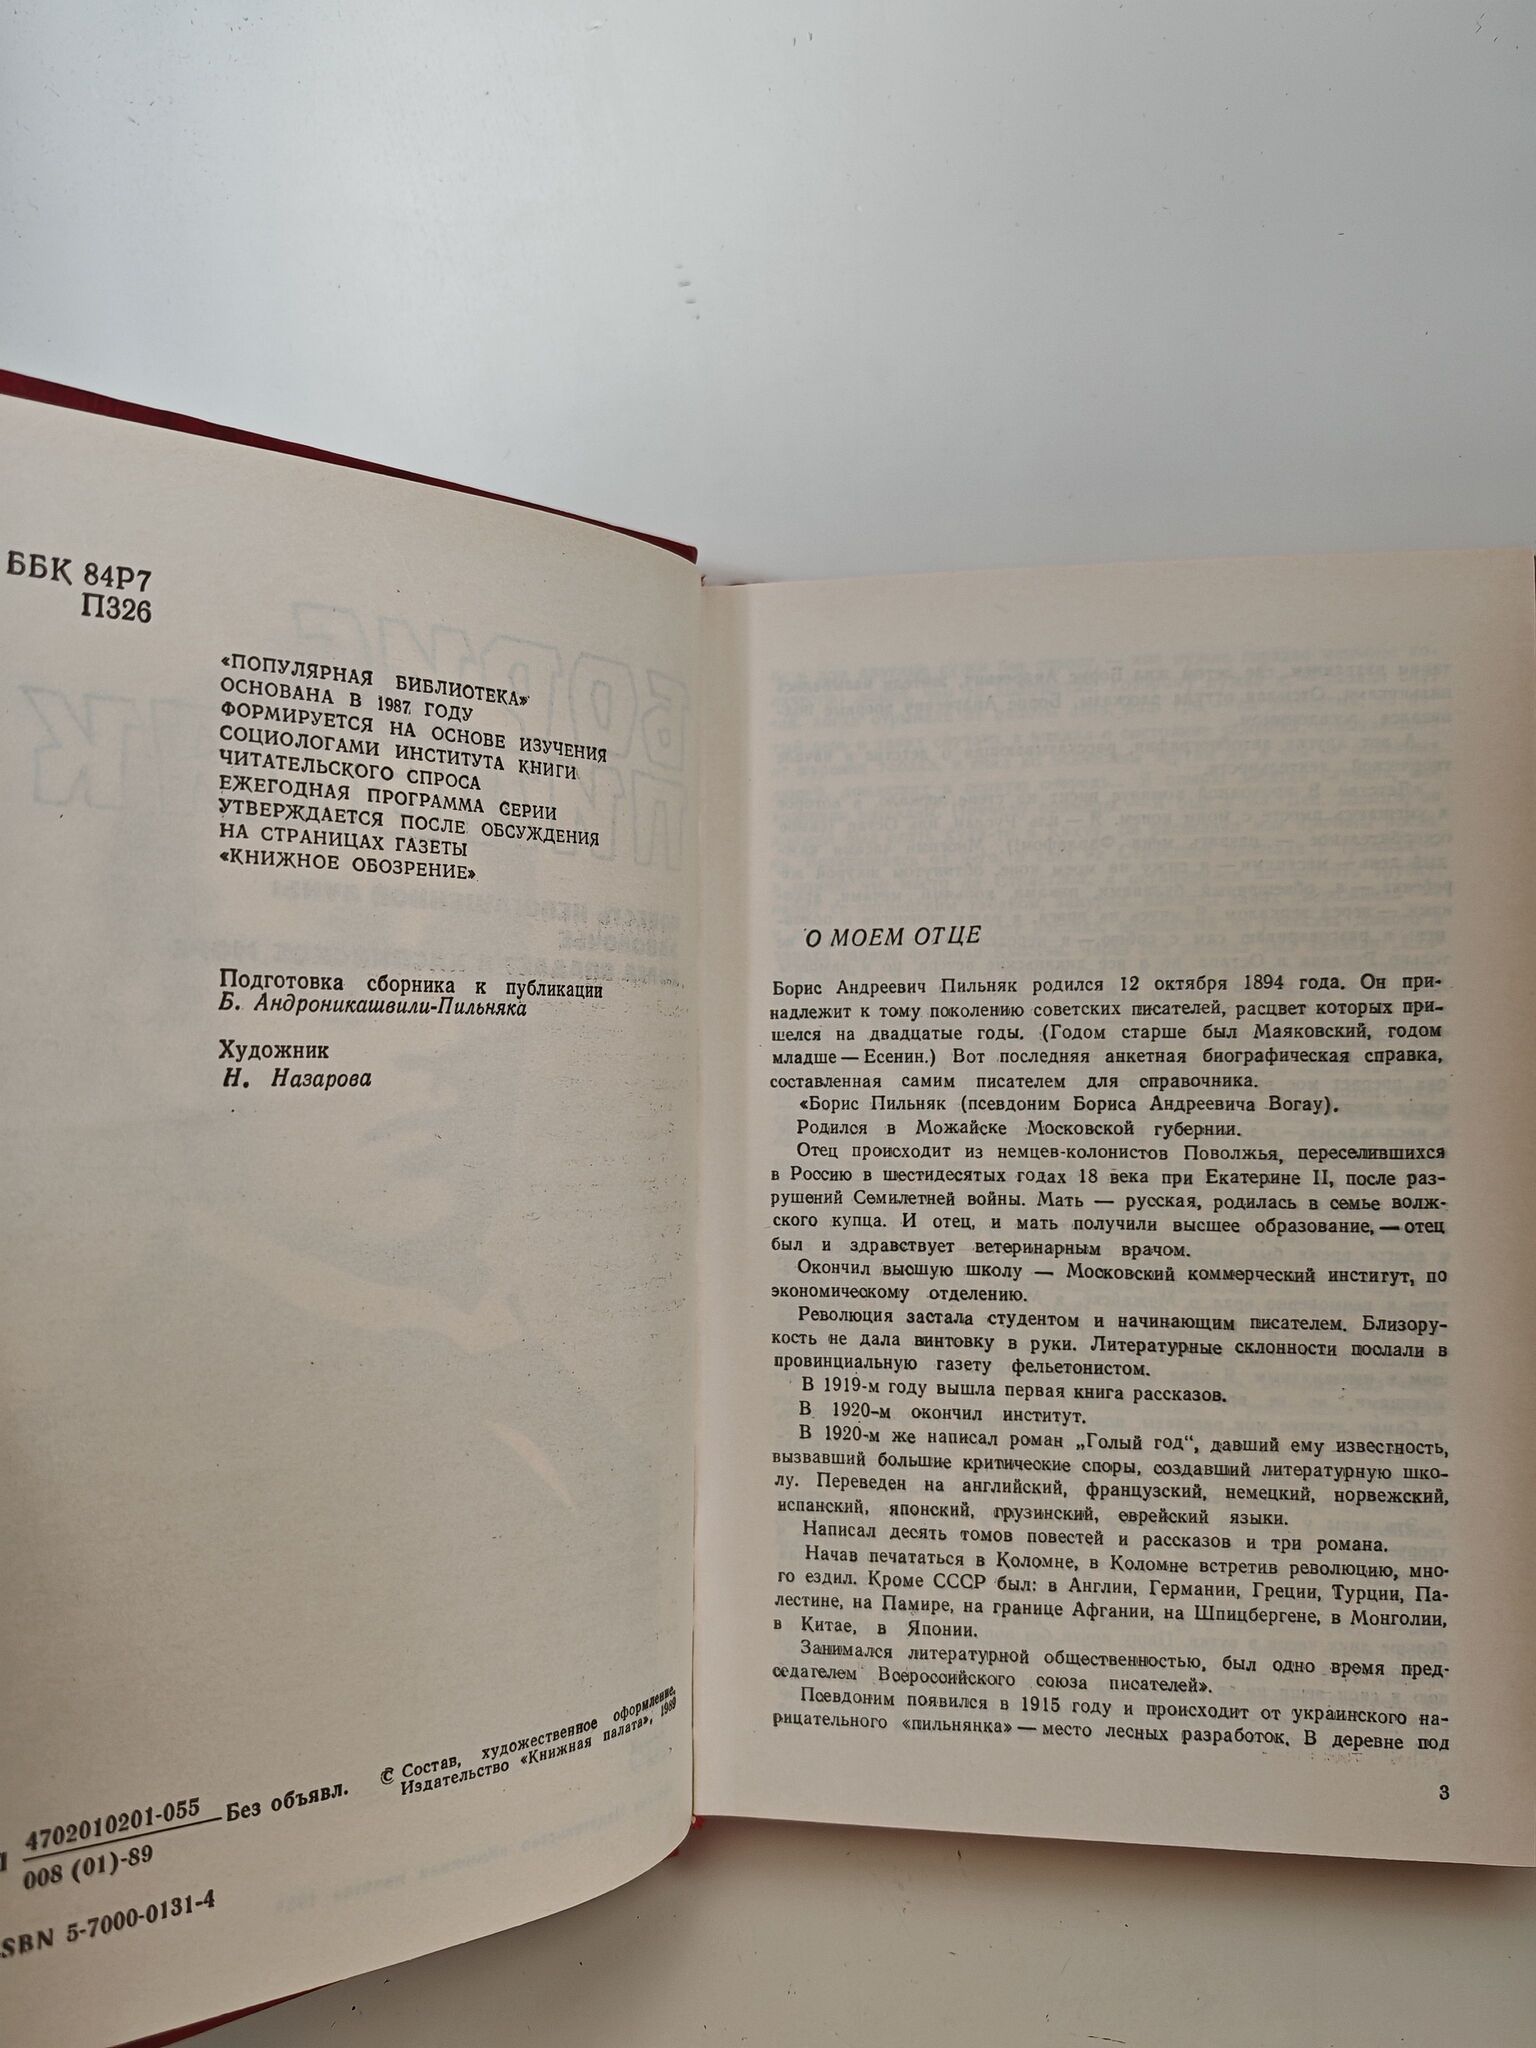 ББК 84Р7
П326
«ПОПУЛЯРНАЯ БИБЛИОТЕКА»
ОСНОВАНА В 1987 ГОДУ
ФОРМИРУЕТСЯ НА ОСНОВЕ ИЗУЧЕНИЯ
СОЦИОЛОГАМИ ИНСТИТУТА КНИГИ
ЧИТАТЕЛЬСКОГО СПРОСА
ЕЖЕГОДНАЯ ПРОГРАММА СЕРИИ
УТВЕРЖДАЕТСЯ ПОСЛЕ ОБСУЖДЕНИЯ
НА СТРАНИЦАХ ГАЗЕТЫ
«КНИЖНОЕ ОБОЗРЕНИЕ»
Подготовка сборника к публикации
Б. Андроникашвили-Пильняка
Художник
Н. Назарова
4702010201-055
008 (01)-89
Без объявл.
© Состав, художественное оформление.
Издательство «Книжная палата», 1989
ISBN 5-7000-0131-4
О МОЕМ ОТЦЕ
Борис Андреевич Пильняк родился 12 октября 1894 года. Он при-
надлежит к тому поколению советских писателей, расцвет которых при-
шелся на двадцатые годы. (Годом старше был Маяковский, годом
младше — Есенин.) Вот последняя анкетная биографическая справка,
составленная самим писателем для справочника.
«Борис Пильняк (псевдоним Бориса Андреевича Вогау).
Родился в Можайске Московской губернии.
Отец происходит из немцев-колонистов Поволжья, переселившихся
в Россию в шестидесятых годах 18 века при Екатерине II, после раз-
рушений Семилетней войны. Мать — русская, родилась в семье волж-
ского купца. И отец, и мать получили высшее образование, — отец
был и здравствует ветеринарным врачом.
Окончил высшую школу — Московский коммерческий институт, по
экономическому отделению.
Революция застала студентом и начинающим писателем. Близору-
кость не дала винтовку в руки. Литературные склонности послали в
провинциальную газету фельетонистом.
В 1919-м году вышла первая книга рассказов.
В 1920-м окончил институт.
В 1920-м же написал роман „Голый год“, давший ему известность,
вызвавший большие критические споры, создавший литературную шко-
лу. Переведен на английский, французский, немецкий, норвежский,
испанский, японский, грузинский, еврейский языки.
Написал десять томов повестей и рассказов и три романа.
Начав печататься в Коломне, в Коломне встретив революцию, мно-
го ездил. Кроме СССР был: в Англии, Германии, Греции, Турции, Па-
лестине, на Памире, на границе Афгании, на Шпицбергене, в Монголии,
в Китае, в Японии.
Занимался литературной общественностью, был одно время пред-
седателем Всероссийского союза писателей».
Псевдоним появился в 1915 году и происходит от украинского на-
рицательного «пильнянка» — место лесных разработок. В деревне под
3